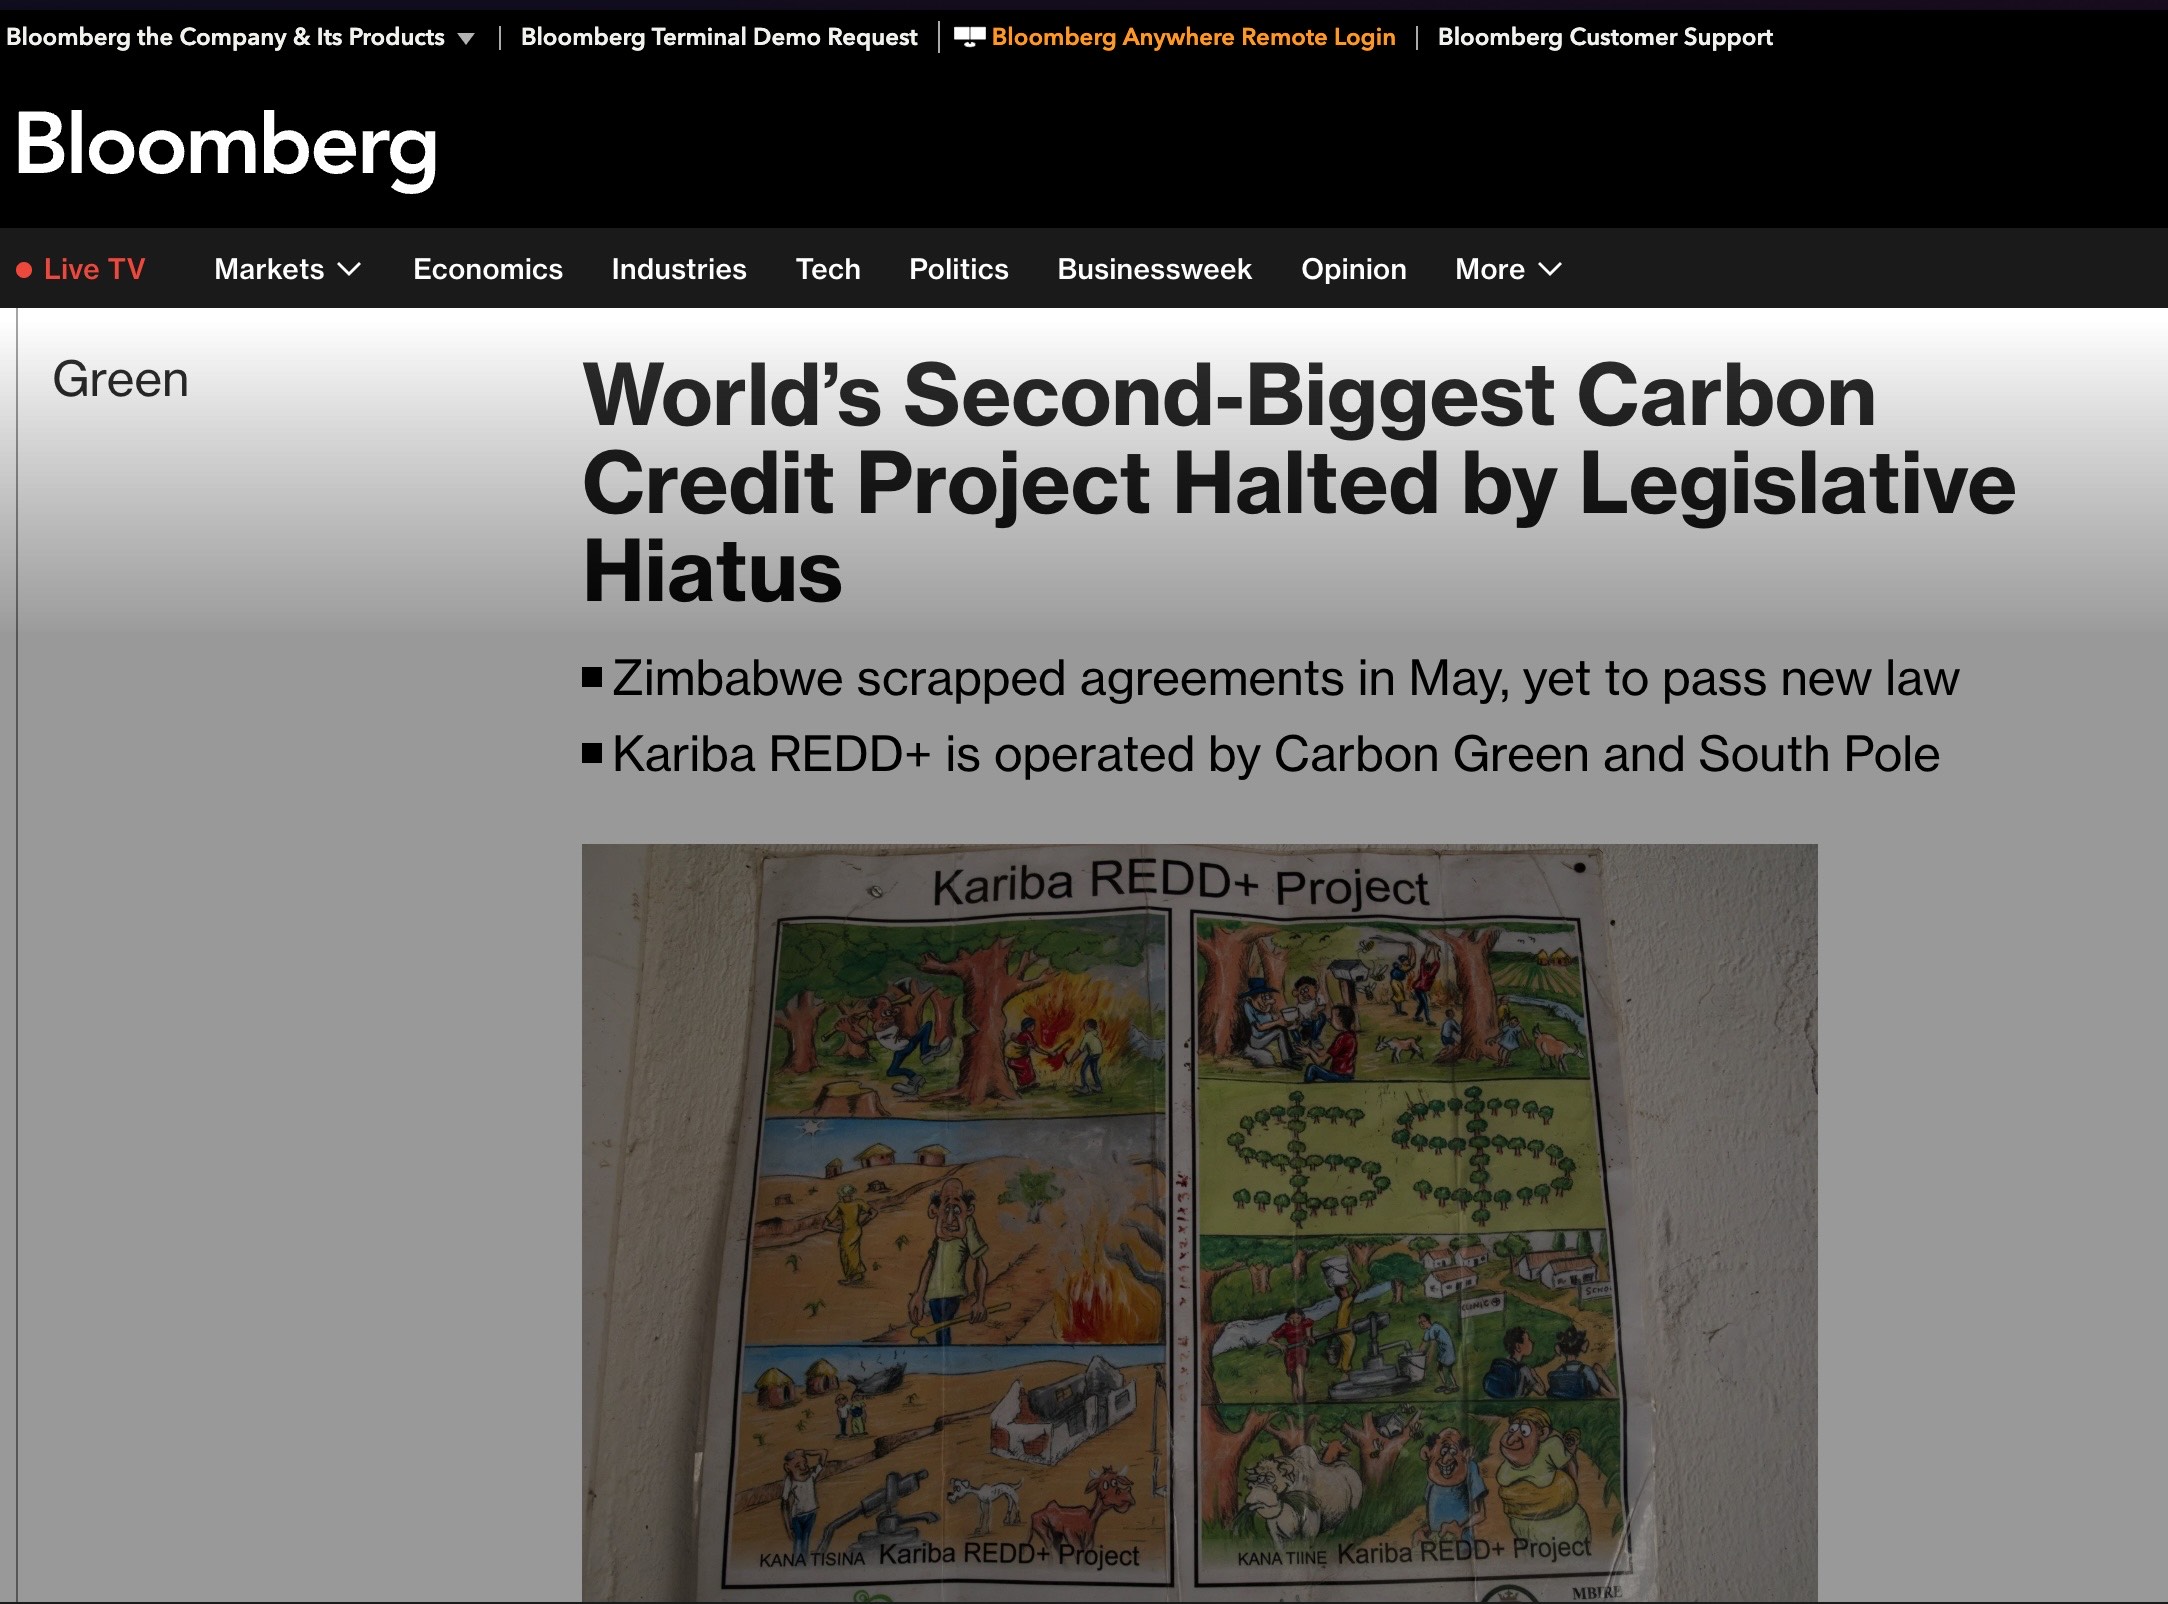 Bloomberg the Company & Its Products
Bloomberg Terminal Demo Request
Bloomberg Anywhere Remote Login
Bloomberg Customer Support
Bloomberg
Live TV
Markets
Economics
Industries
Tech
Politics
Businessweek
Opinion
More
Green
World’s Second-Biggest Carbon
Credit Project Halted by Legislative
Hiatus
Zimbabwe scrapped agreements in May, yet to pass new law
Kariba REDD+ is operated by Carbon Green and South Pole
Kariba REDD+ Project
CLINIC
SCHO
KANA TISINA Kariba REDD+ Project
KANA TIINE Kariba REDD+ Project
MBIRE